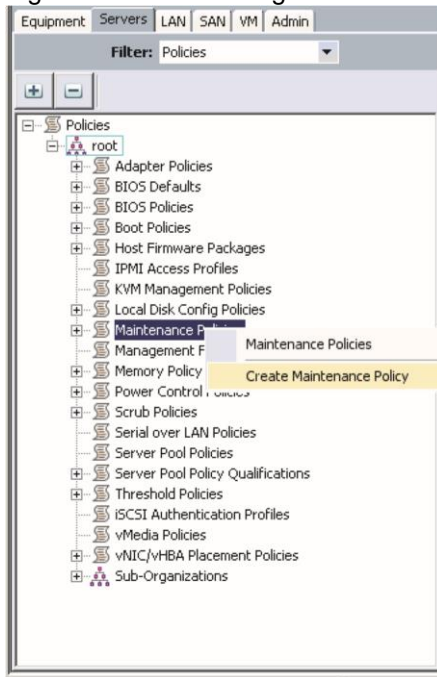 Equipment Servers LAN SAN VM Admin
Filter: Policies
Policies
root
Adapter Policies
BIOS Defaults
BIOS Policies
Boot Policies
Host Firmware Packages
IPMI Access Profiles
KVM Management Policies
Local Disk Config Policies
Maintenance
Maintenance Policies
Management F
Memory Policy
Create Maintenance Policy
Power Control
Scrub Policies
Serial over LAN Policies
Server Pool Policies
Server Pool Policy Qualifications
Threshold Policies
iSCSI Authentication Profiles
vMedia Policies
vNIC/vHBA Placement Policies
Sub-Organizations